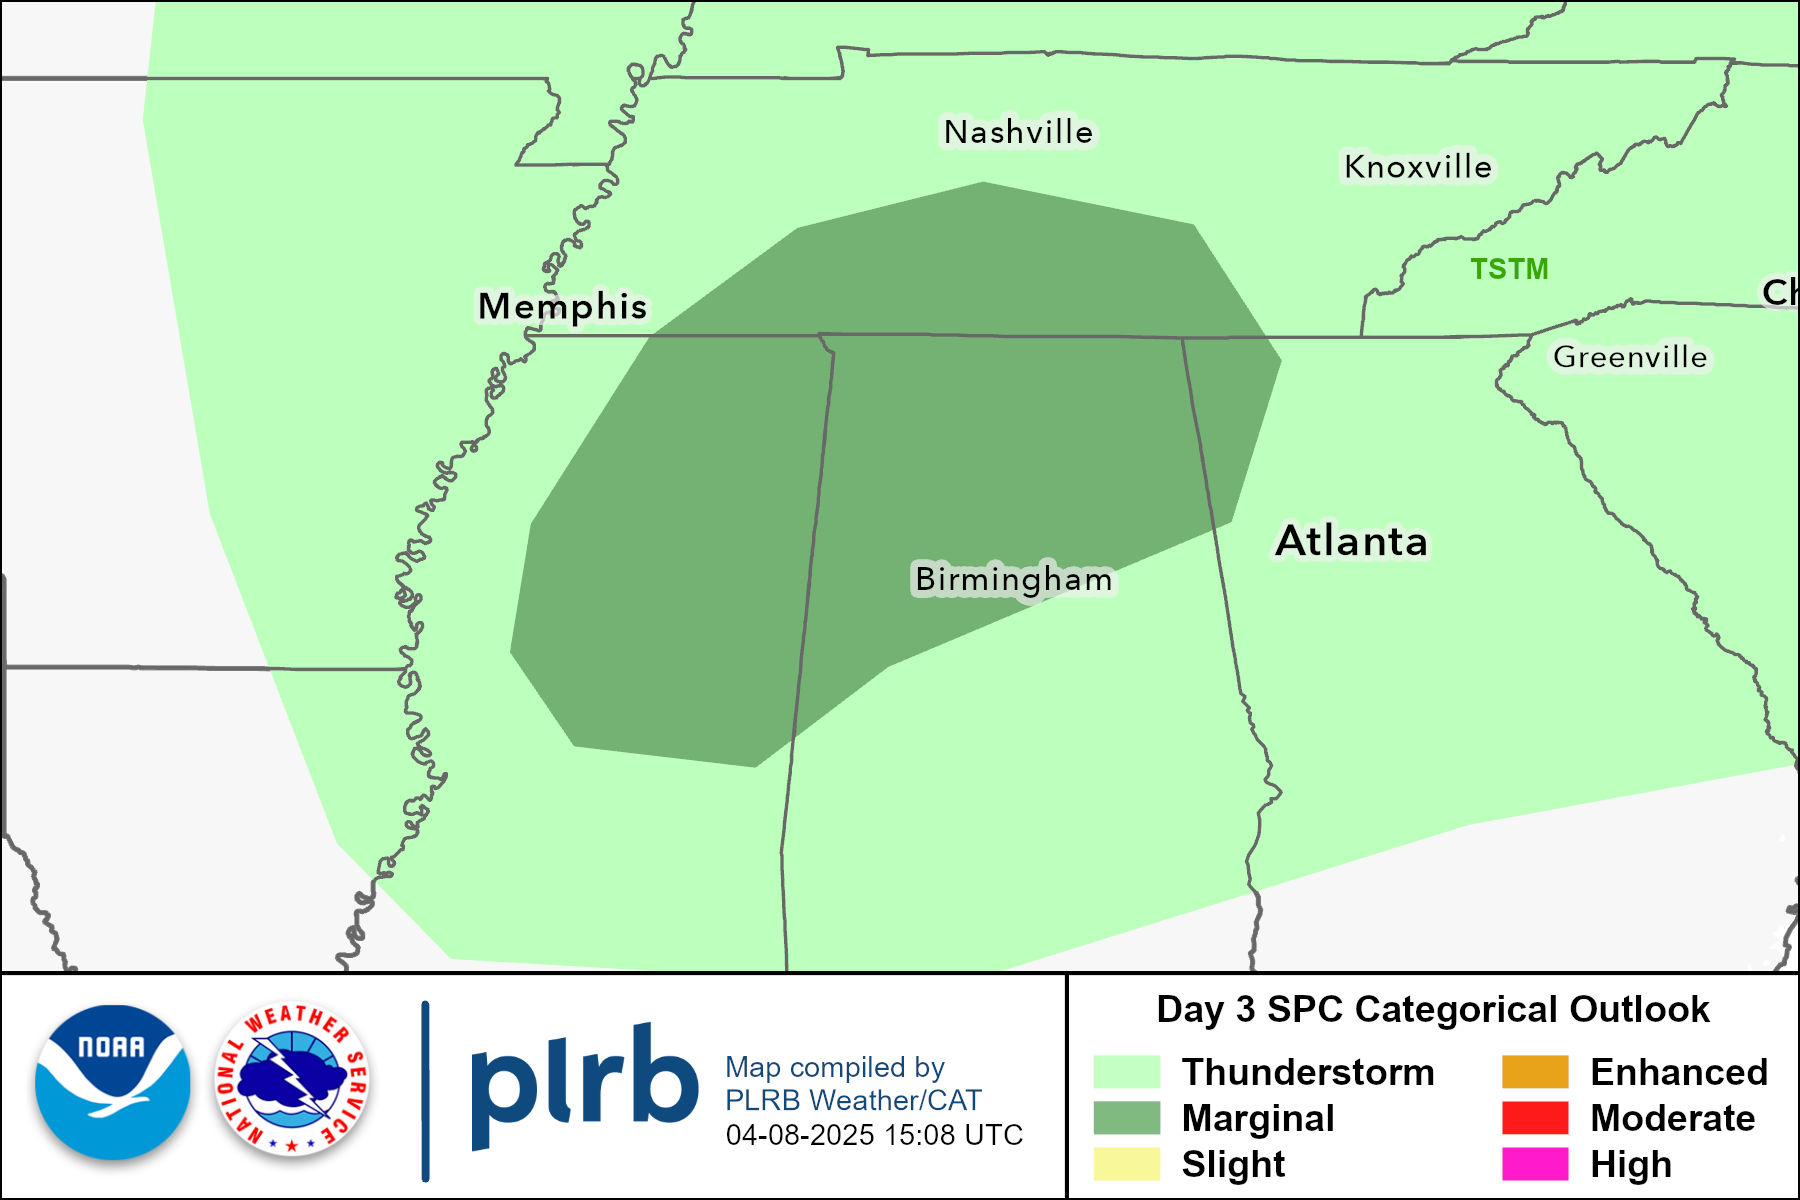 Nashville
Knoxville
TSTM
Memphis
Ch
Greenville
Atlanta
Birmingham
NOAA
NATIONAL WEATHER SERVICE
plrb
Map compiled by
PLRB Weather/CAT
04-08-2025 15:08 UTC
Day 3 SPC Categorical Outlook
Thunderstorm
Enhanced
Marginal
Moderate
Slight
High